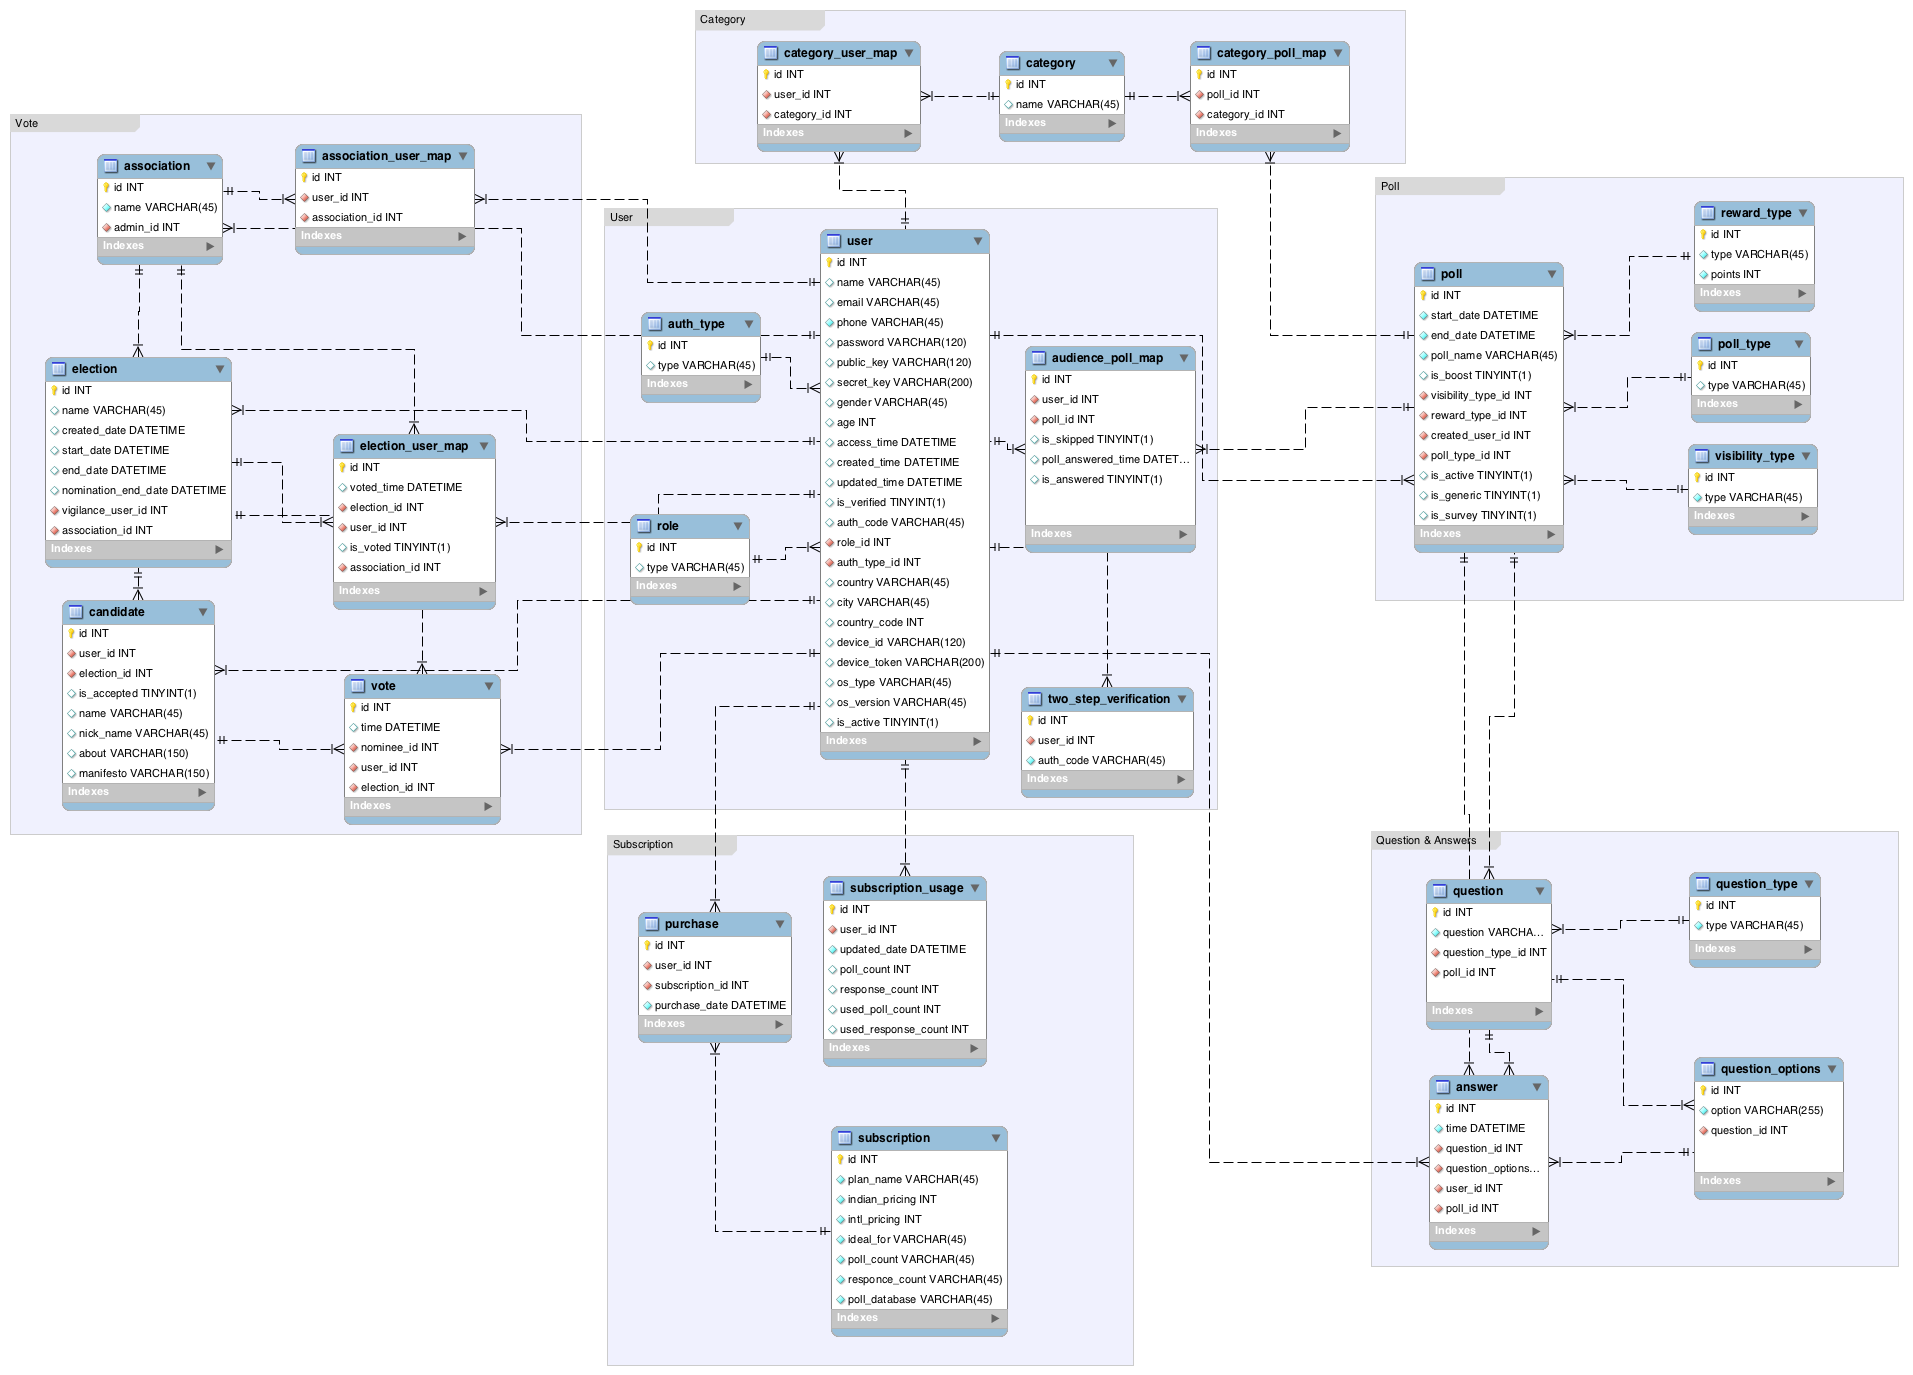 Category
category_user_map
id INT
user_id INT
category_id INT
Indexes
category
id INT
name VARCHAR(45)
Indexes
category_poll_map
id INT
poll_id INT
category_id INT
Indexes
Vote
association
id INT
name VARCHAR(45)
admin_id INT
Indexes
association_user_map
id INT
user_id INT
association_id INT
Indexes
election
id INT
name VARCHAR(45)
created_date DATETIME
start_date DATETIME
end_date DATETIME
nomination_end_date DATETIME
vigilance_user_id INT
association_id INT
Indexes
election_user_map
id INT
voted_time DATETIME
election_id INT
user_id INT
is_voted TINYINT(1)
association_id INT
Indexes
candidate
id INT
user_id INT
election_id INT
is_accepted TINYINT(1)
name VARCHAR(45)
nick_name VARCHAR(45)
about VARCHAR(150)
manifesto VARCHAR(150)
Indexes
vote
id INT
time DATETIME
nominee_id INT
user_id INT
election_id INT
Indexes
User
user
id INT
name VARCHAR(45)
email VARCHAR(45)
phone VARCHAR(45)
password VARCHAR(120)
public_key VARCHAR(120)
secret_key VARCHAR(200)
gender VARCHAR(45)
age INT
access_time DATETIME
created_time DATETIME
updated_time DATETIME
is_verified TINYINT(1)
auth_code VARCHAR(45)
role_id INT
auth_type_id INT
country VARCHAR(45)
city VARCHAR(45)
country_code INT
device_id VARCHAR(120)
device_token VARCHAR(200)
os_type VARCHAR(45)
os_version VARCHAR(45)
is_active TINYINT(1)
Indexes
auth_type
id INT
type VARCHAR(45)
Indexes
role
id INT
type VARCHAR(45)
Indexes
audience_poll_map
id INT
user_id INT
poll_id INT
is_skipped TINYINT(1)
poll_answered_time DATET...
is_answered TINYINT(1)
Indexes
two_step_verification
id INT
user_id INT
auth_code VARCHAR(45)
Indexes
Poll
poll
id INT
start_date DATETIME
end_date DATETIME
poll_name VARCHAR(45)
is_boost TINYINT(1)
visibility_type_id INT
reward_type_id INT
created_user_id INT
poll_type_id INT
is_active TINYINT(1)
is_generic TINYINT(1)
is_survey TINYINT(1)
Indexes
reward_type
id INT
type VARCHAR(45)
points INT
Indexes
poll_type
id INT
type VARCHAR(45)
Indexes
visibility_type
id INT
type VARCHAR(45)
Indexes
Subscription
purchase
id INT
user_id INT
subscription_id INT
purchase_date DATETIME
Indexes
subscription_usage
id INT
user_id INT
updated_date DATETIME
poll_count INT
response_count INT
used_poll_count INT
used_response_count INT
Indexes
subscription
id INT
plan_name VARCHAR(45)
indian_pricing INT
intl_pricing INT
ideal_for VARCHAR(45)
poll_count VARCHAR(45)
responce_count VARCHAR(45)
poll_database VARCHAR(45)
Indexes
Question & Answers
question
id INT
question VARCHA...
question_type_id INT
poll_id INT
Indexes
question_type
id INT
type VARCHAR(45)
Indexes
answer
id INT
time DATETIME
question_id INT
question_options...
user_id INT
poll_id INT
Indexes
question_options
id INT
option VARCHAR(255)
question_id INT
Indexes